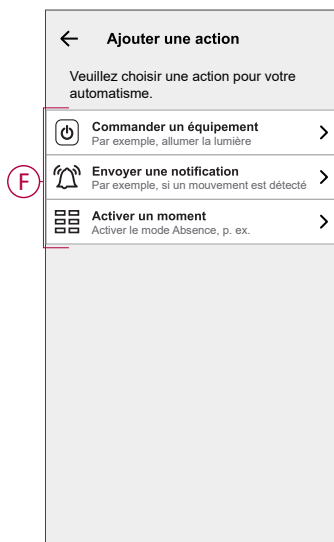 Ajouter une action
Veuillez choisir une action pour votre
automatisme.
Commander un équipement
Par exemple, allumer la lumière
F
Envoyer une notification
Par exemple, si un mouvement est détecté
Activer un moment
Activer le mode Absence, p. ex.